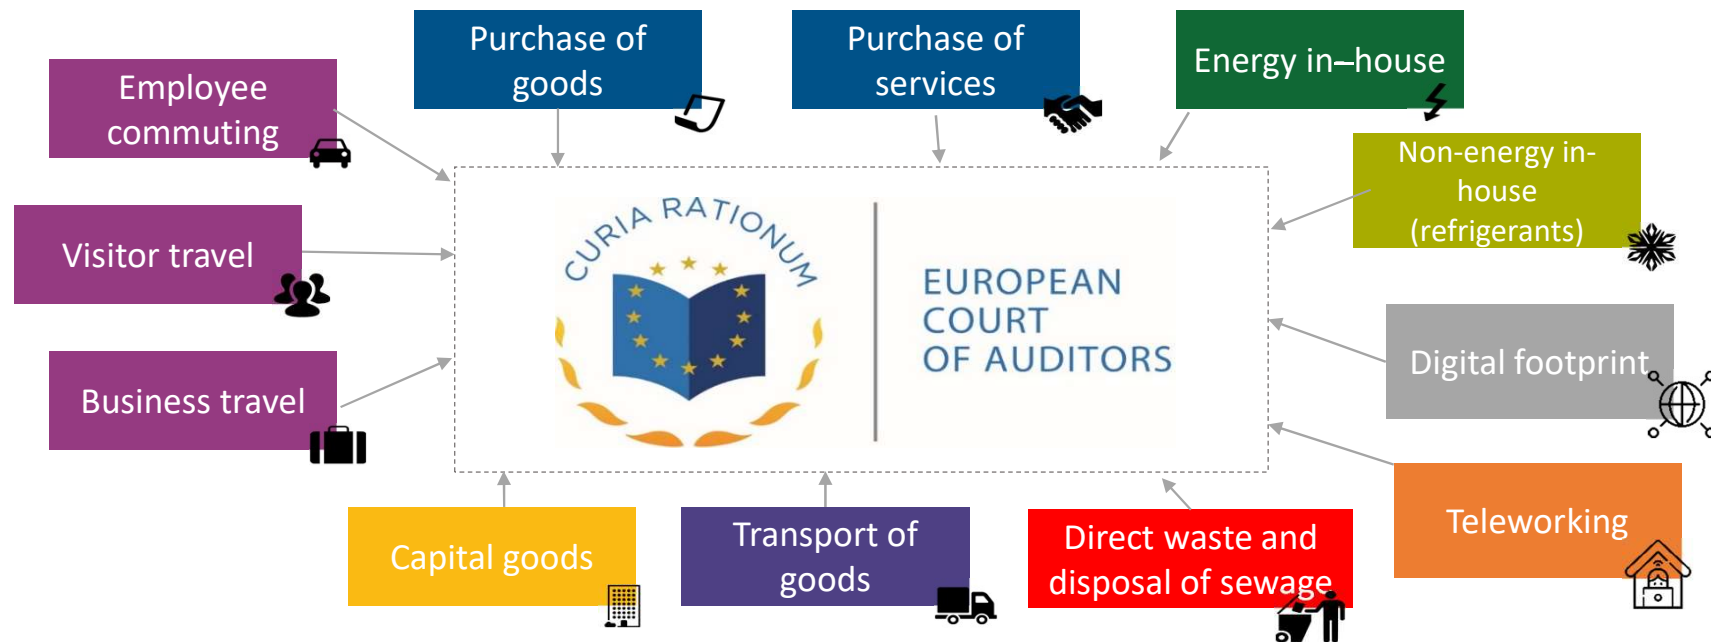 Purchase of
goods
Purchase of
services
Energy in–house
Employee
commuting
Non-energy in-
house
(refrigerants)
Visitor travel
CURIA RATIONUM
EUROPEAN
COURT
OF AUDITORS
Digital footprint
Business travel
Teleworking
Capital goods
Transport of
goods
Direct waste and
disposal of sewage